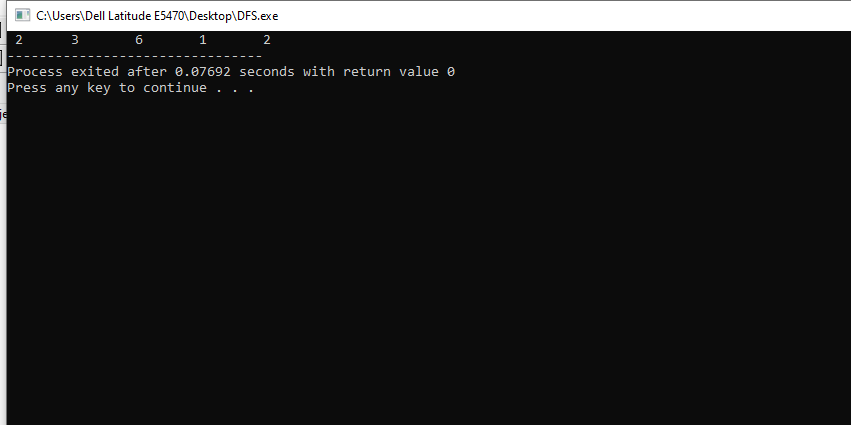 C:\Users\Dell Latitude E5470\Desktop\DFS.exe
2 3 6 1 2
--------------------------------
Process exited after 0.07692 seconds with return value 0
Press any key to continue . . .